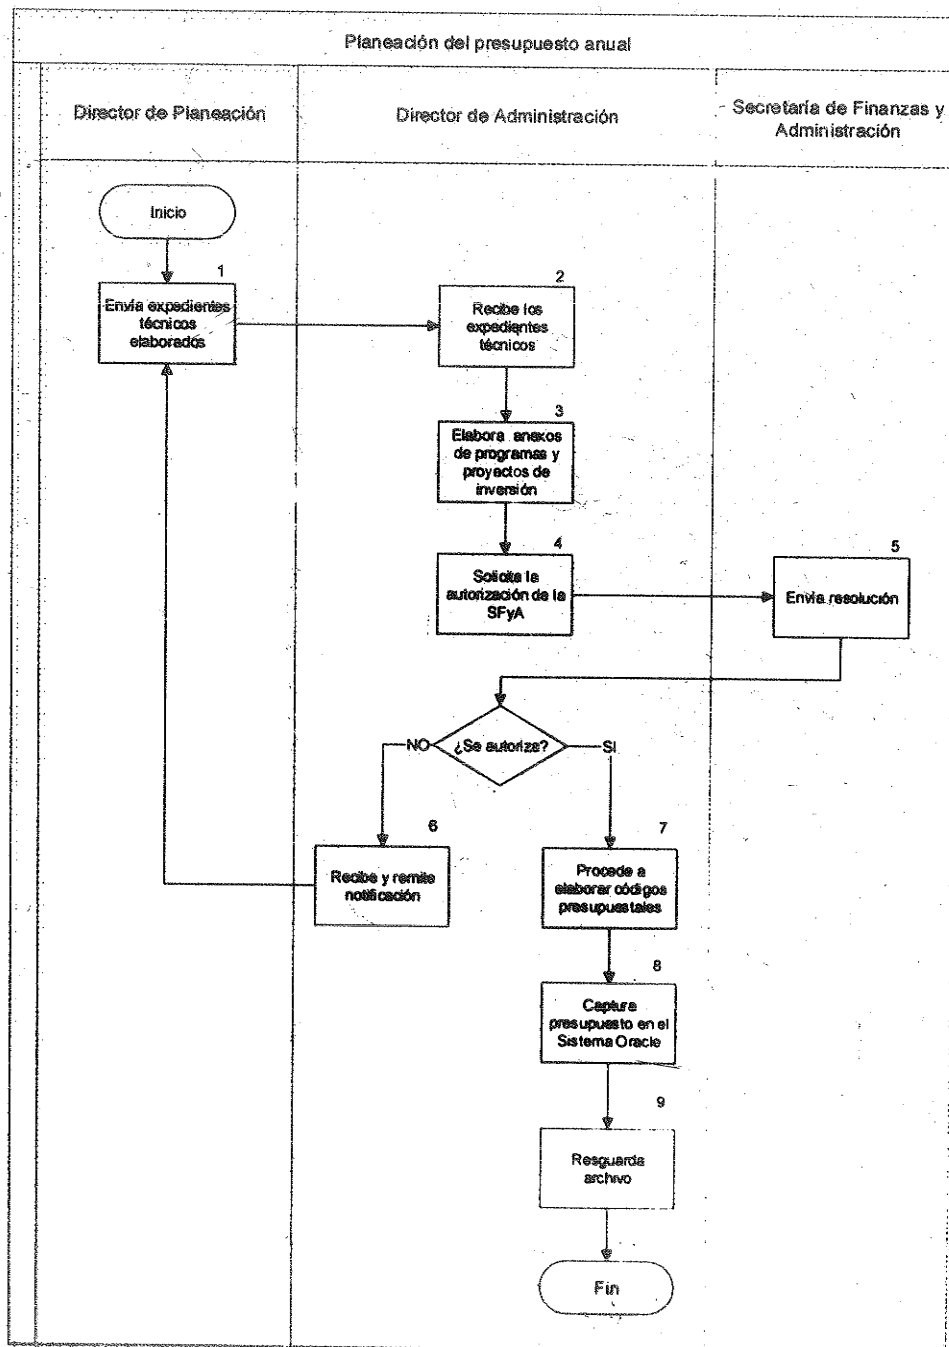 Planeación del presupuesto anual
Director de Planeación
Director de Administración
Secretaría de Finanzas y
Administración
Inicio
1
Envía expedientes
técnicos
elaborados
2
Recibe los
expedientes
técnicos
3
Elabora anexos
de programas y
proyectos de
inversión
4
Solicita la
autorización de la
SFyA
5
Envía resolución
¿Se autoriza?
NO
SI
6
Recibe y remite
notificación
7
Procede a
elaborar códigos
presupuestales
8
Captura
presupuesto en el
Sistema Oracle
9
Resguarda
archivo
Fin